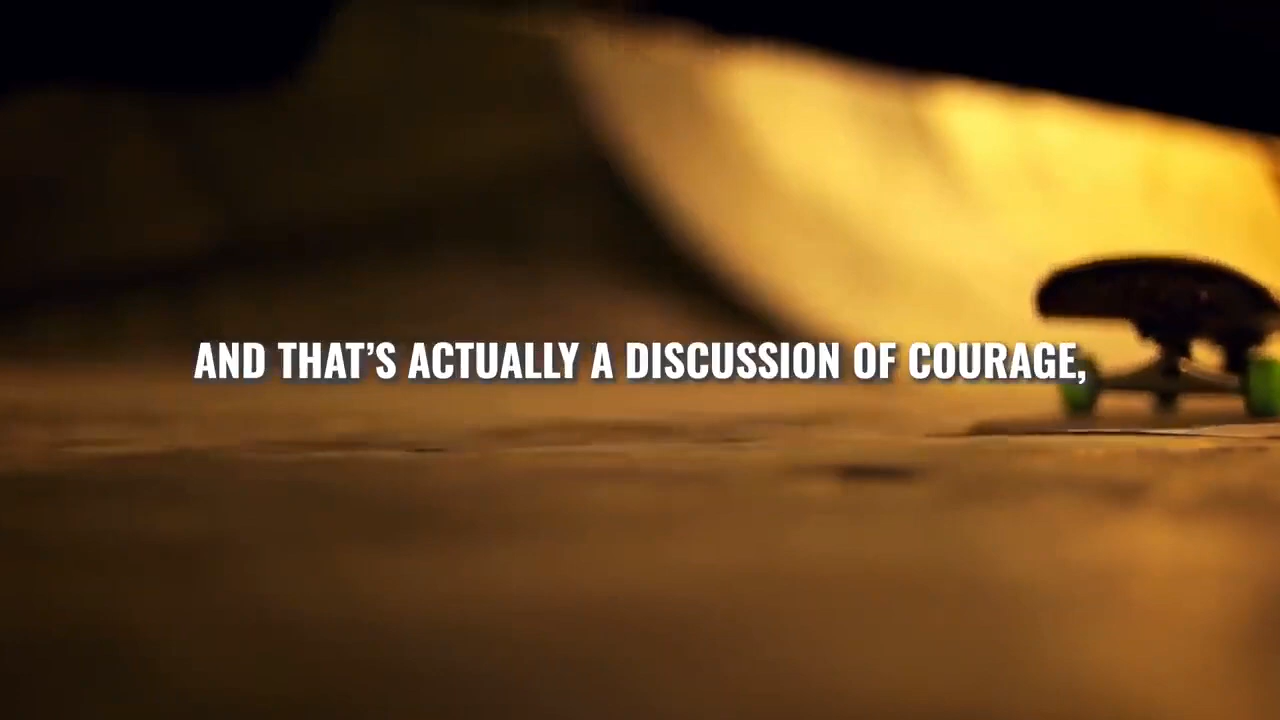 AND THAT’S ACTUALLY A DISCUSSION OF COURAGE,